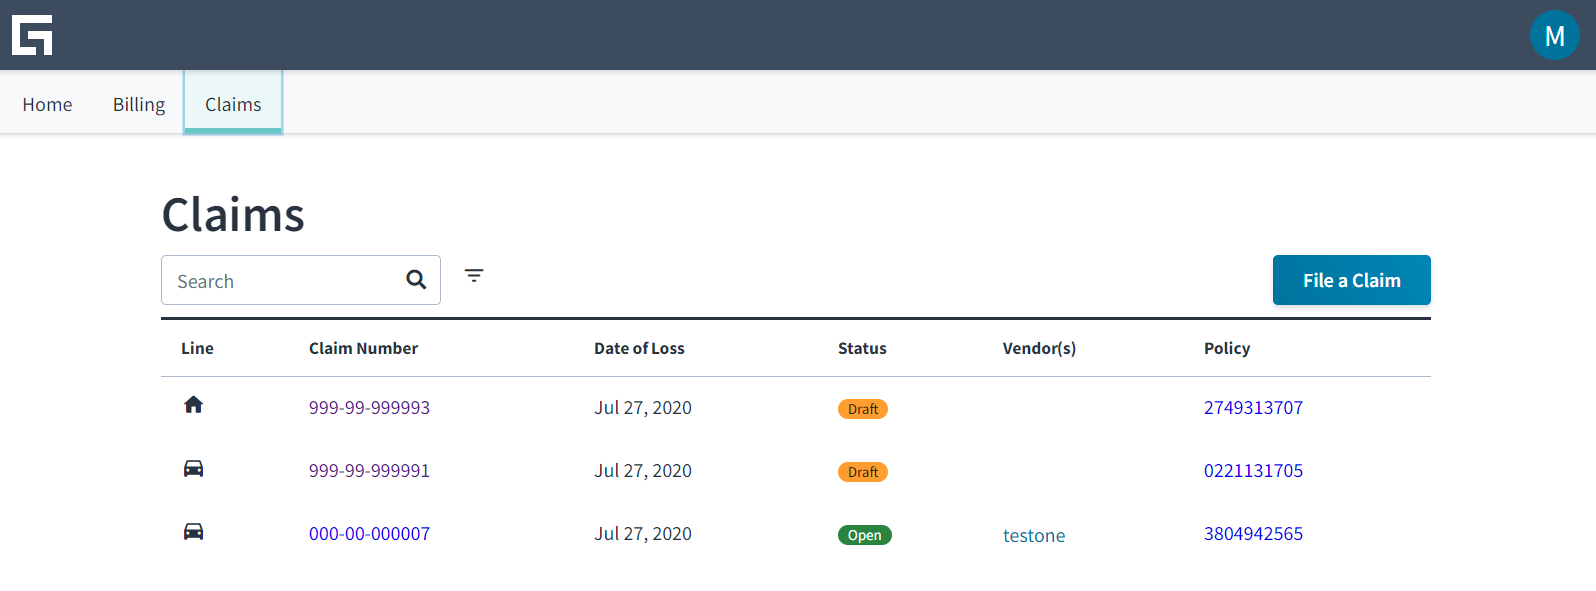 M
Home Billing Claims
Claims
Search
File a Claim
Line Claim Number Date of Loss Status Vendor(s) Policy
999-99-999993 Jul 27, 2020 Draft 2749313707
999-99-999991 Jul 27, 2020 Draft 0221131705
000-00-000007 Jul 27, 2020 Open testone 3804942565